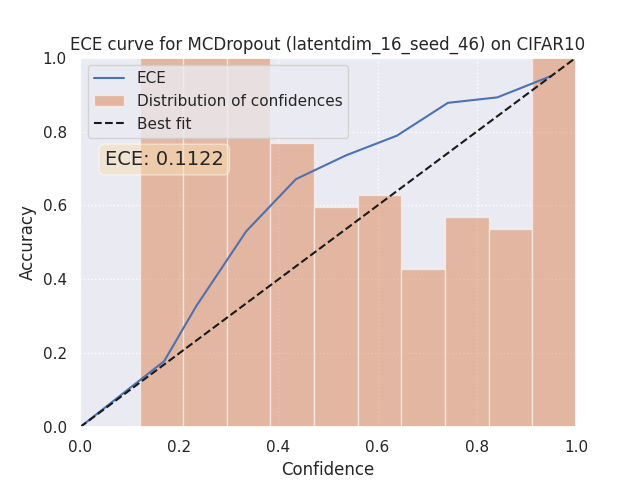 ECE curve for MCDropout (latentdim_16_seed_46) on CIFAR10
1.0
0.8
0.6
0.4
0.2
0.0
Accuracy
ECE
Distribution of confidences
Best fit
ECE: 0.1122
0.0 0.2 0.4 0.6 0.8 1.0
Confidence